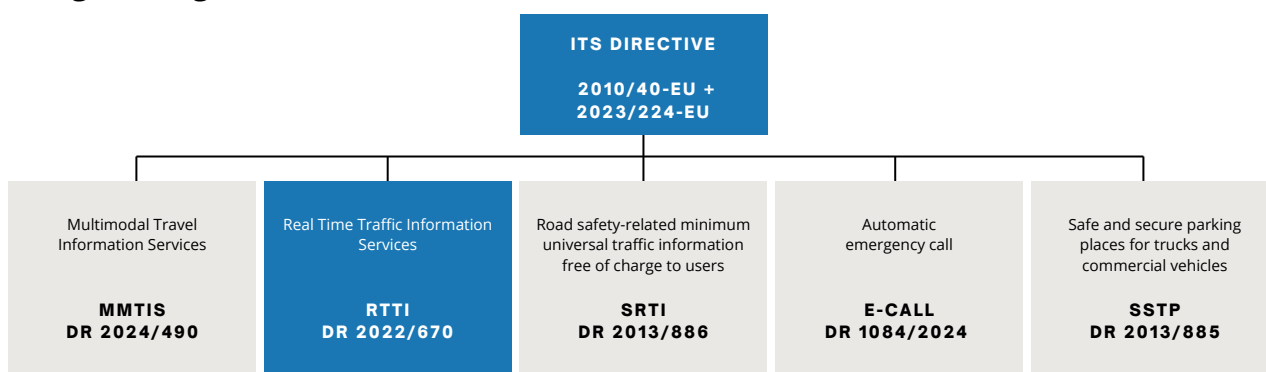 ITS DIRECTIVE
2010/40-EU +
2023/224-EU
Multimodal Travel
Information Services
MMTIS
DR 2024/490
Real Time Traffic Information
Services
RTTI
DR 2022/670
Road safety-related minimum
universal traffic information
free of charge to users
SRTI
DR 2013/886
Automatic
emergency call
E-CALL
DR 1084/2024
Safe and secure parking
places for trucks and
commercial vehicles
SSTP
DR 2013/885